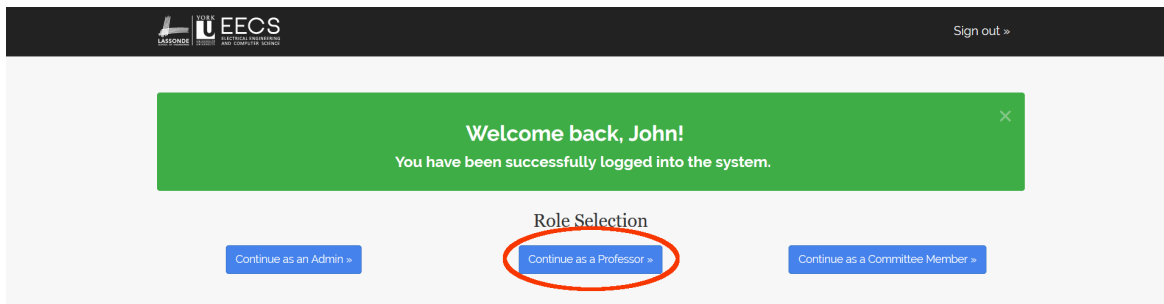 LASSONDE
YORK
U
EECS
ELECTRICAL ENGINEERING
AND COMPUTER SCIENCE
Sign out »
×
Welcome back, John!
You have been successfully logged into the system.
Role Selection
Continue as an Admin »
Continue as a Professor »
Continue as a Committee Member »